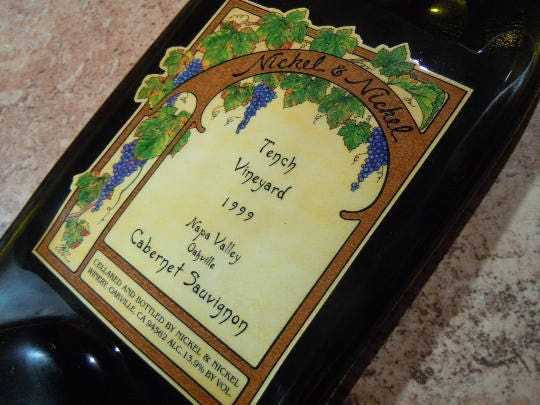 Nickel & Nickel
Tench
Vineyard
1999
Napa Valley
Oakville
Cabernet Sauvignon
CELLARED AND BOTTLED BY NICKEL & NICKEL
WINERY, OAKVILLE, CA 94562 ALC. 13.9% BY VOL.